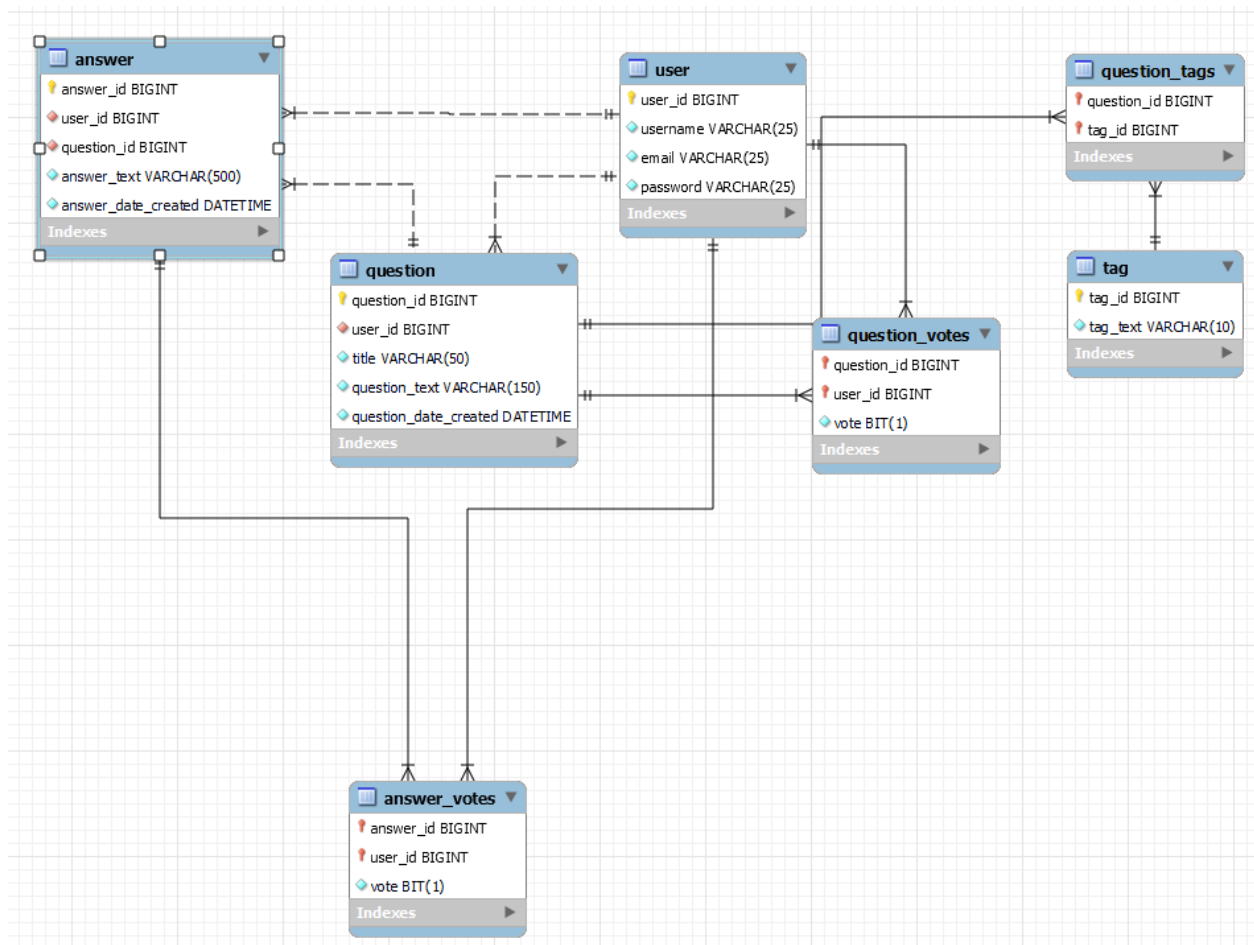 answer
answer_id BIGINT
user_id BIGINT
question_id BIGINT
answer_text VARCHAR(500)
answer_date_created DATETIME
Indexes
user
user_id BIGINT
username VARCHAR(25)
email VARCHAR(25)
password VARCHAR(25)
Indexes
question_tags
question_id BIGINT
tag_id BIGINT
Indexes
question
question_id BIGINT
user_id BIGINT
title VARCHAR(50)
question_text VARCHAR(150)
question_date_created DATETIME
Indexes
tag
tag_id BIGINT
tag_text VARCHAR(10)
Indexes
question_votes
question_id BIGINT
user_id BIGINT
vote BIT(1)
Indexes
answer_votes
answer_id BIGINT
user_id BIGINT
vote BIT(1)
Indexes